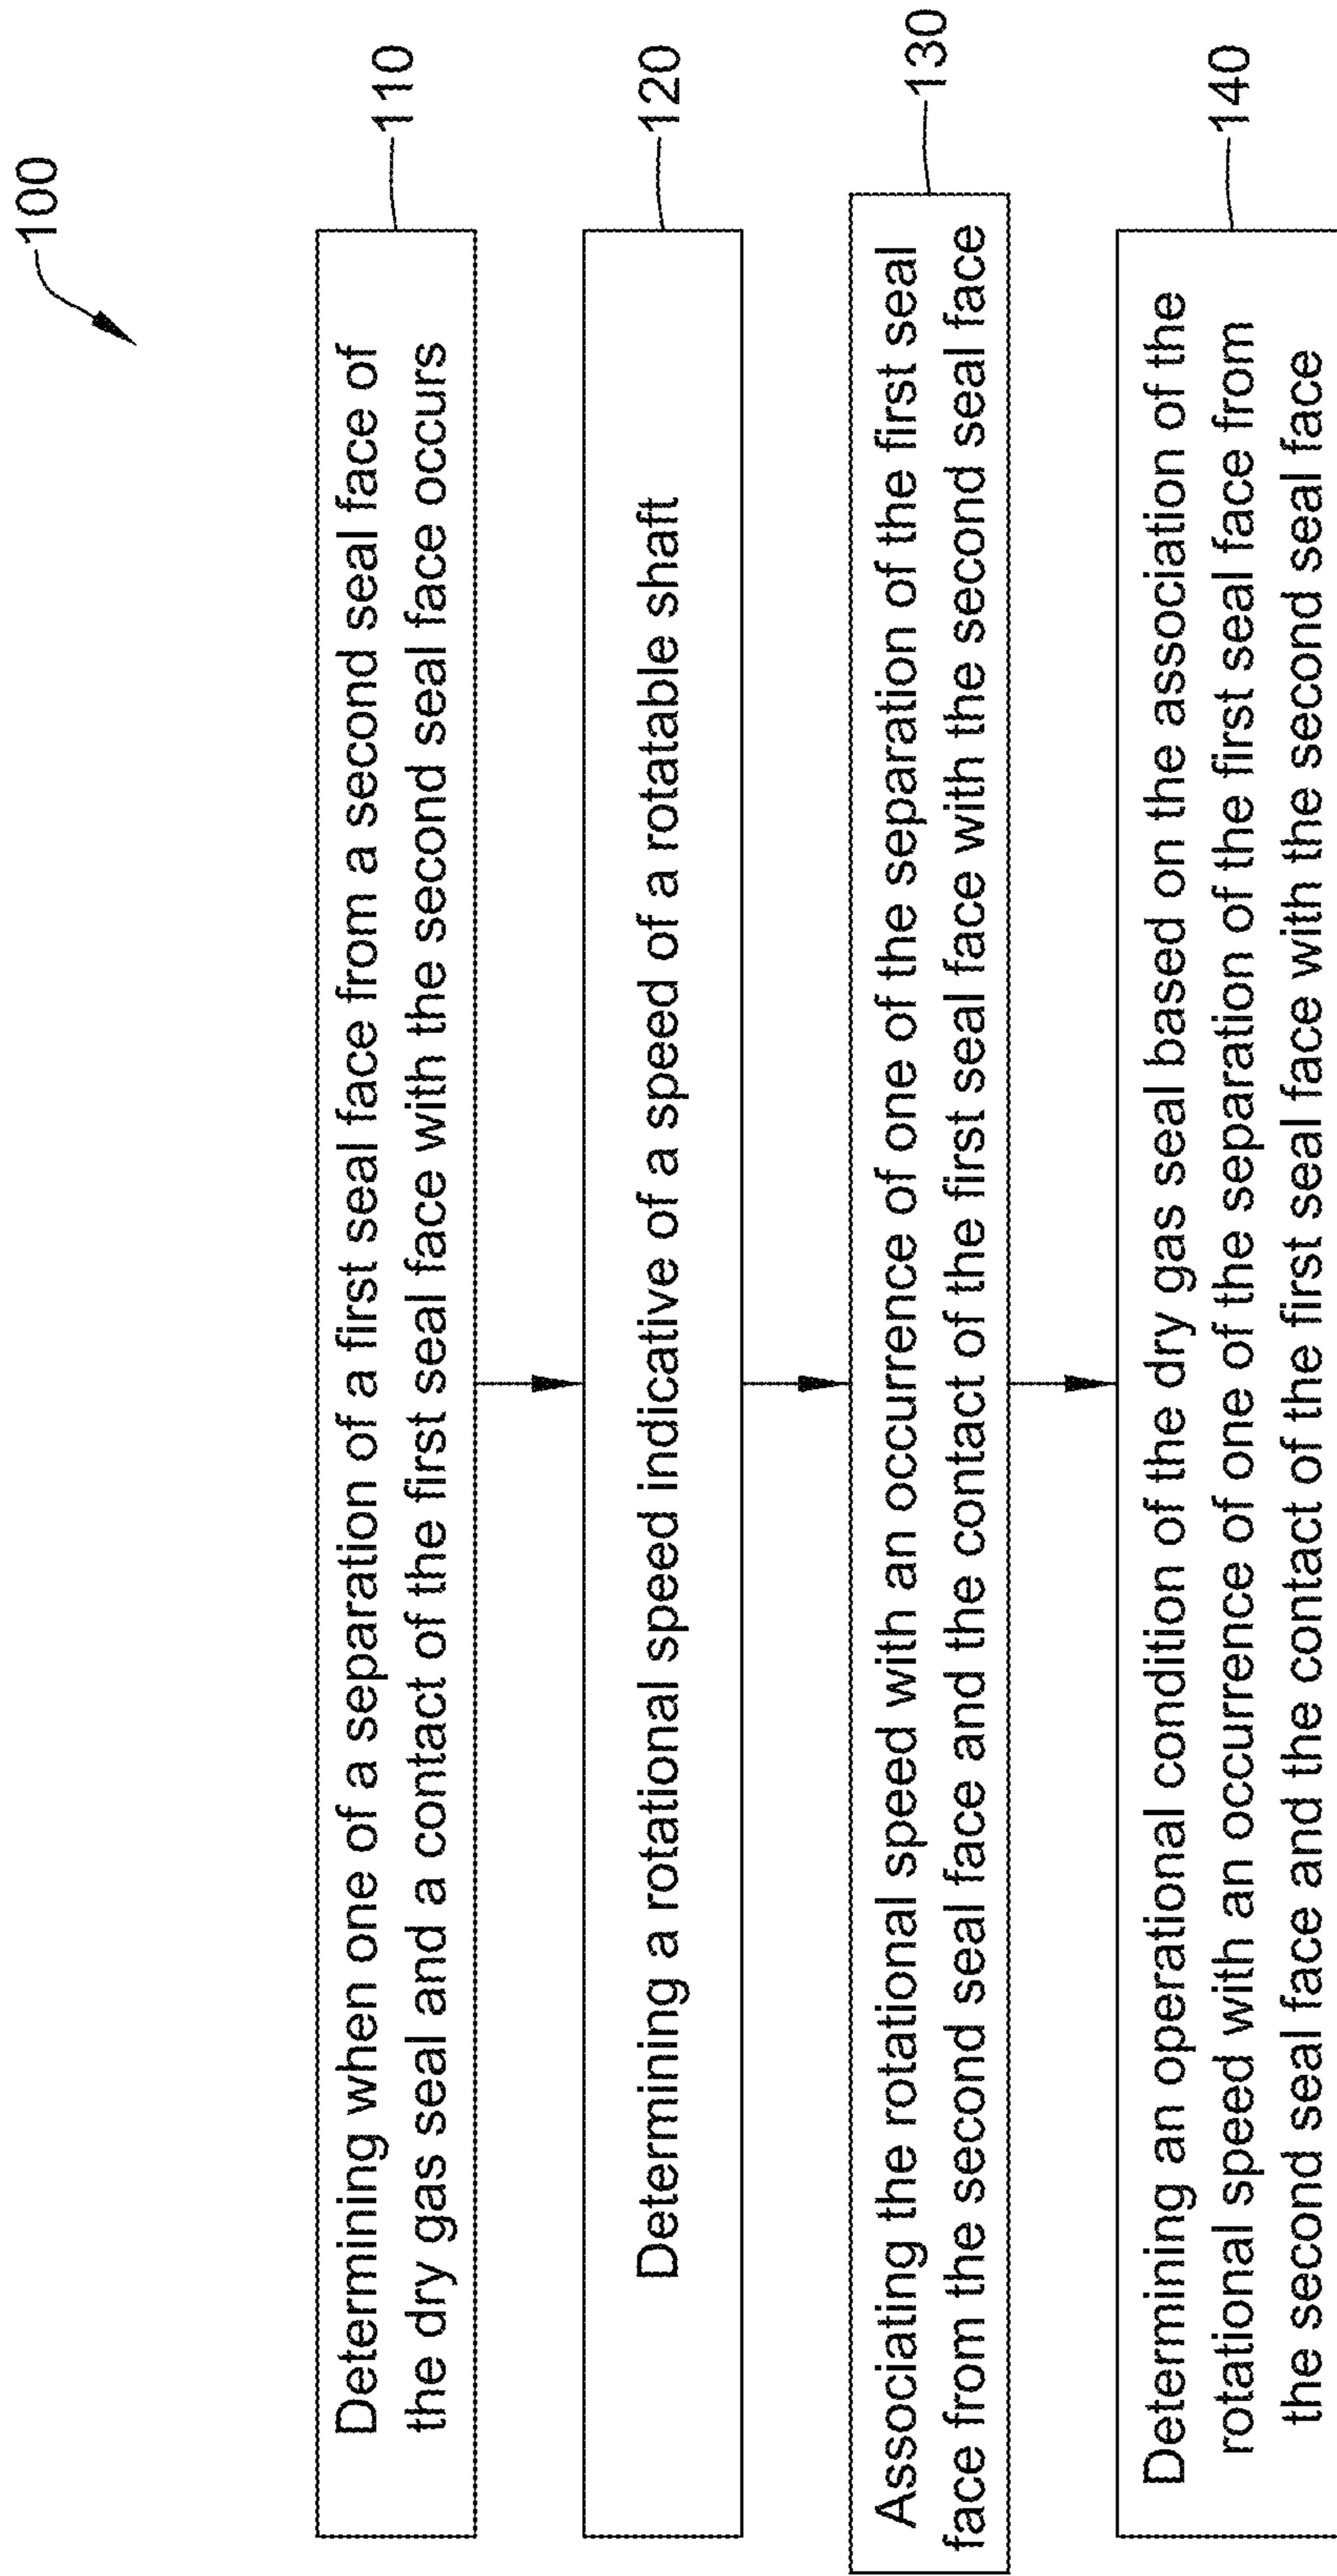 100
Determining when one of a separation of a first seal face from a second seal face of
the dry gas seal and a contact of the first seal face with the second seal face occurs
110
Determining a rotational speed indicative of a speed of a rotatable shaft
120
Associating the rotational speed with an occurrence of one of the separation of the first seal
face from the second seal face and the contact of the first seal face with the second seal face
130
Determining an operational condition of the dry gas seal based on the association of the
rotational speed with an occurrence of one of the separation of the first seal face from
the second seal face and the contact of the first seal face with the second seal face
140